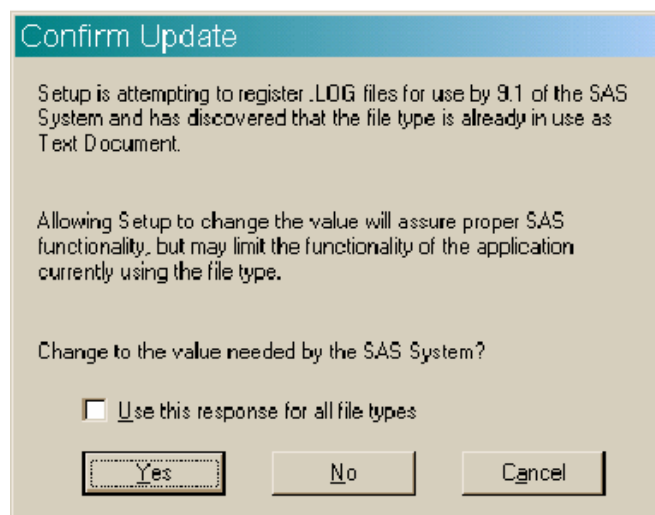 Confirm Update
Setup is attempting to register .LOG files for use by 9.1 of the SAS
System and has discovered that the file type is already in use as
Text Document.
Allowing Setup to change the value will assure proper SAS
functionality, but may limit the functionality of the application
currently using the file type.
Change to the value needed by the SAS System?
Use this response for all file types
Yes No Cancel